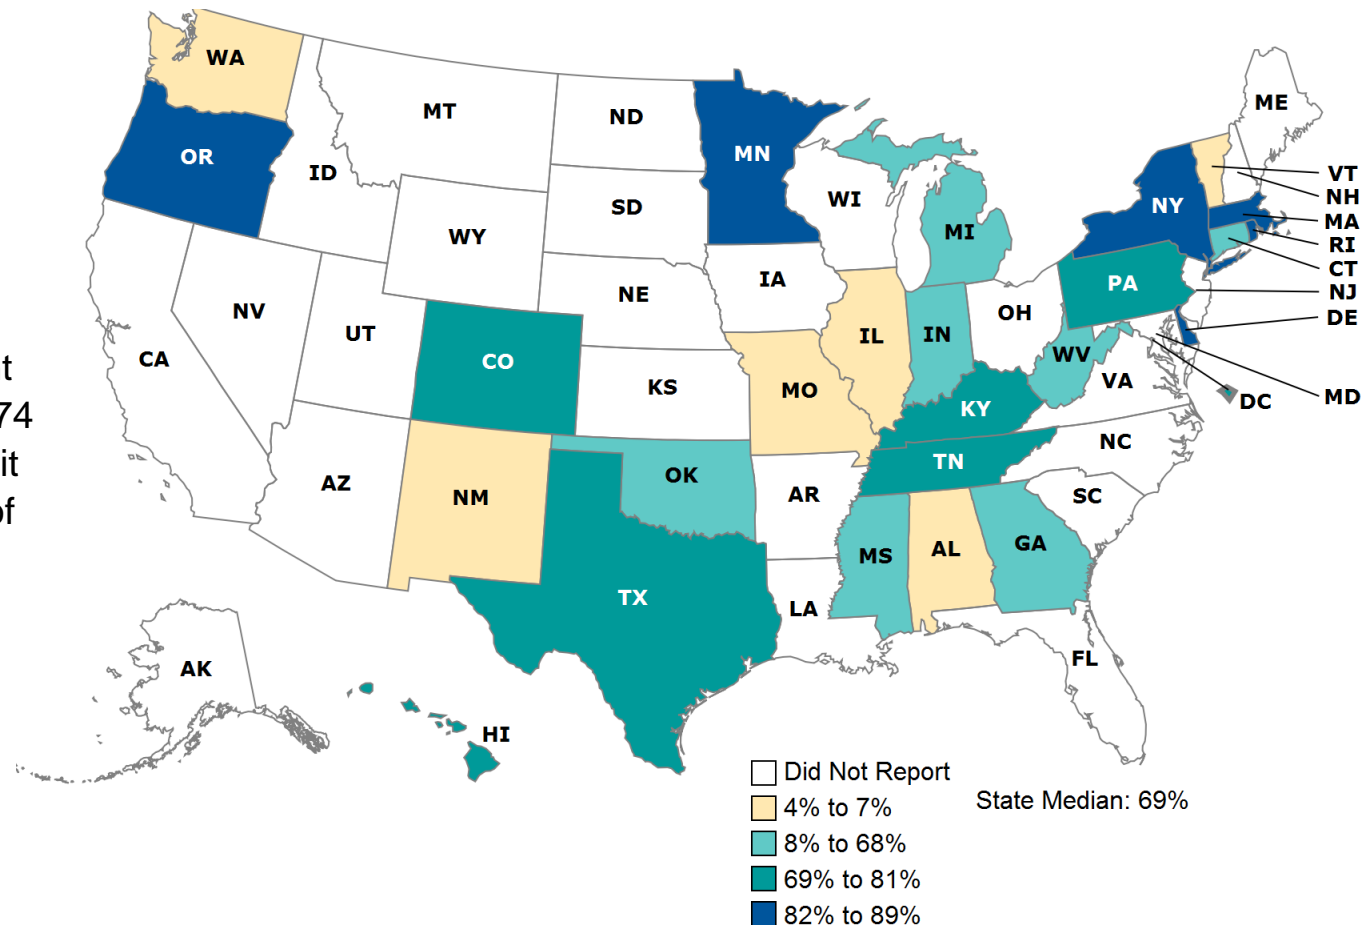 WA
MT
ND
MN
ME
OR
ID
SD
WI
VT
NH
MA
RI
CT
NJ
DE
MD
DC
NY
MI
WY
IA
NE
PA
NV
UT
OH
IL
IN
CA
CO
WV
VA
KS
MO
KY
NC
TN
AZ
NM
OK
AR
SC
MS
AL
GA
TX
LA
FL
AK
HI
t
74
it
of
Did Not Report
4% to 7%
8% to 68%
69% to 81%
82% to 89%
State Median: 69%